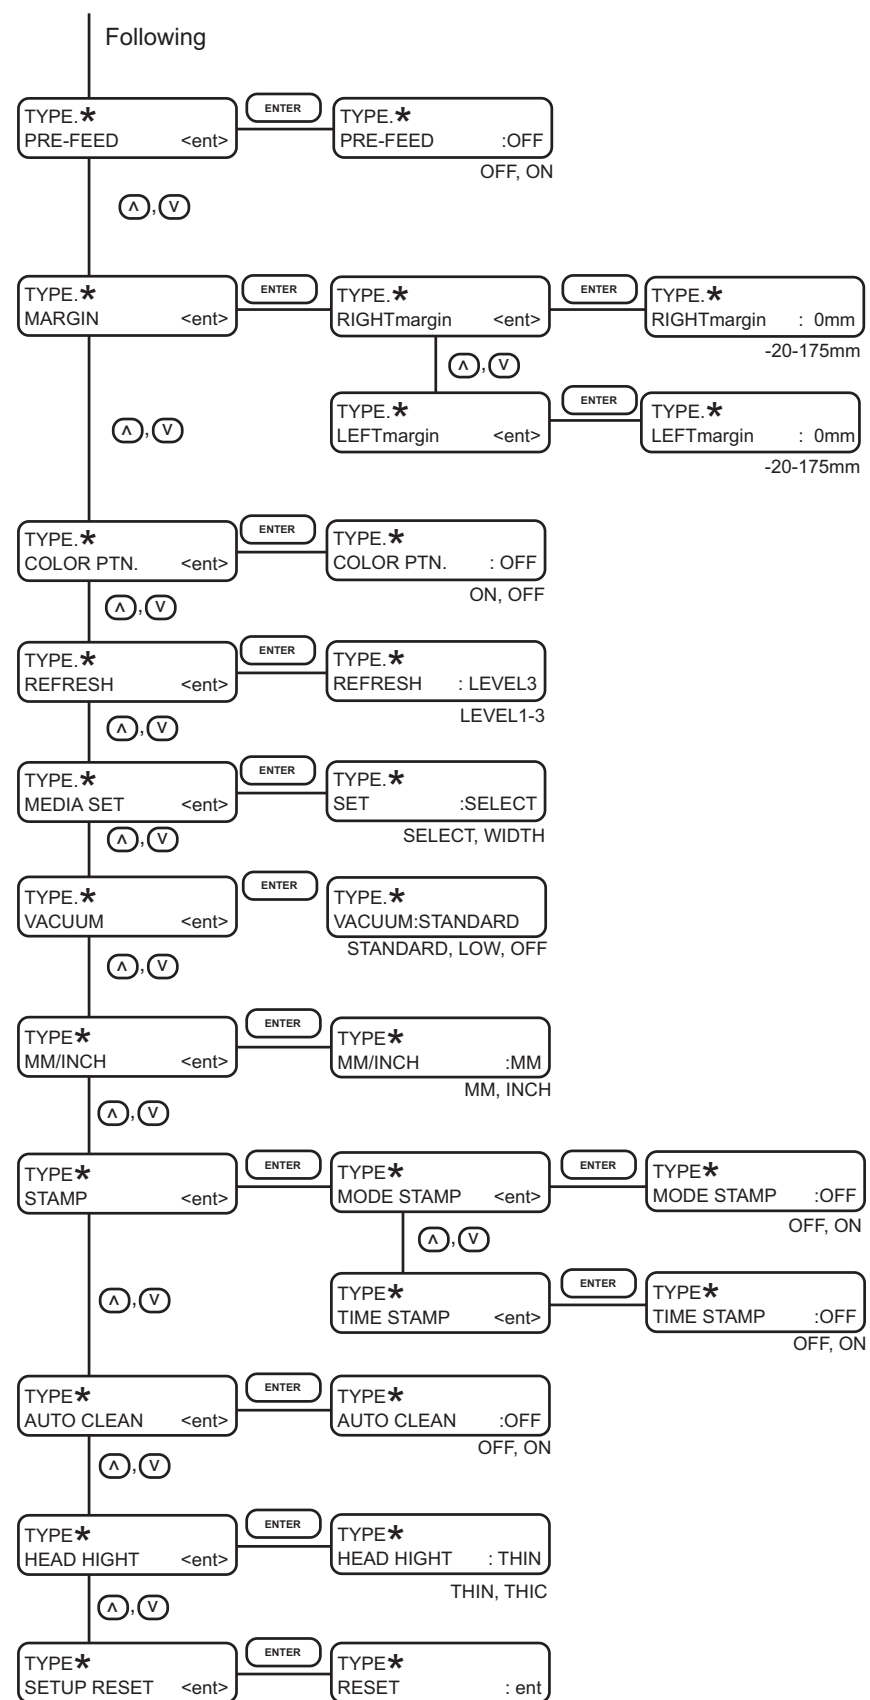 Following
TYPE.* ENTER TYPE.*
PRE-FEED <ent> PRE-FEED :OFF
OFF, ON
∧, ∨
TYPE.* ENTER TYPE.* ENTER TYPE.*
MARGIN <ent> RIGHTmargin <ent> RIGHTmargin : 0mm
-20-175mm
∧, ∨
TYPE.* ENTER TYPE.*
LEFTmargin <ent> LEFTmargin : 0mm
∧, ∨
-20-175mm
TYPE.* ENTER TYPE.*
COLOR PTN. <ent> COLOR PTN. : OFF
ON, OFF
∧, ∨
TYPE.* ENTER TYPE.*
REFRESH <ent> REFRESH : LEVEL3
LEVEL1-3
∧, ∨
TYPE.* ENTER TYPE.*
MEDIA SET <ent> SET :SELECT
SELECT, WIDTH
∧, ∨
TYPE.* ENTER TYPE.*
VACUUM <ent> VACUUM:STANDARD
STANDARD, LOW, OFF
∧, ∨
TYPE* ENTER TYPE*
MM/INCH <ent> MM/INCH :MM
MM, INCH
∧, ∨
TYPE* ENTER TYPE* ENTER TYPE*
STAMP <ent> MODE STAMP <ent> MODE STAMP :OFF
OFF, ON
∧, ∨
TYPE* ENTER TYPE*
∧, ∨
TIME STAMP <ent> TIME STAMP :OFF
OFF, ON
TYPE* ENTER TYPE*
AUTO CLEAN <ent> AUTO CLEAN :OFF
OFF, ON
∧, ∨
TYPE* ENTER TYPE*
HEAD HIGHT <ent> HEAD HIGHT : THIN
THIN, THIC
∧, ∨
TYPE* ENTER TYPE*
SETUP RESET <ent> RESET : ent